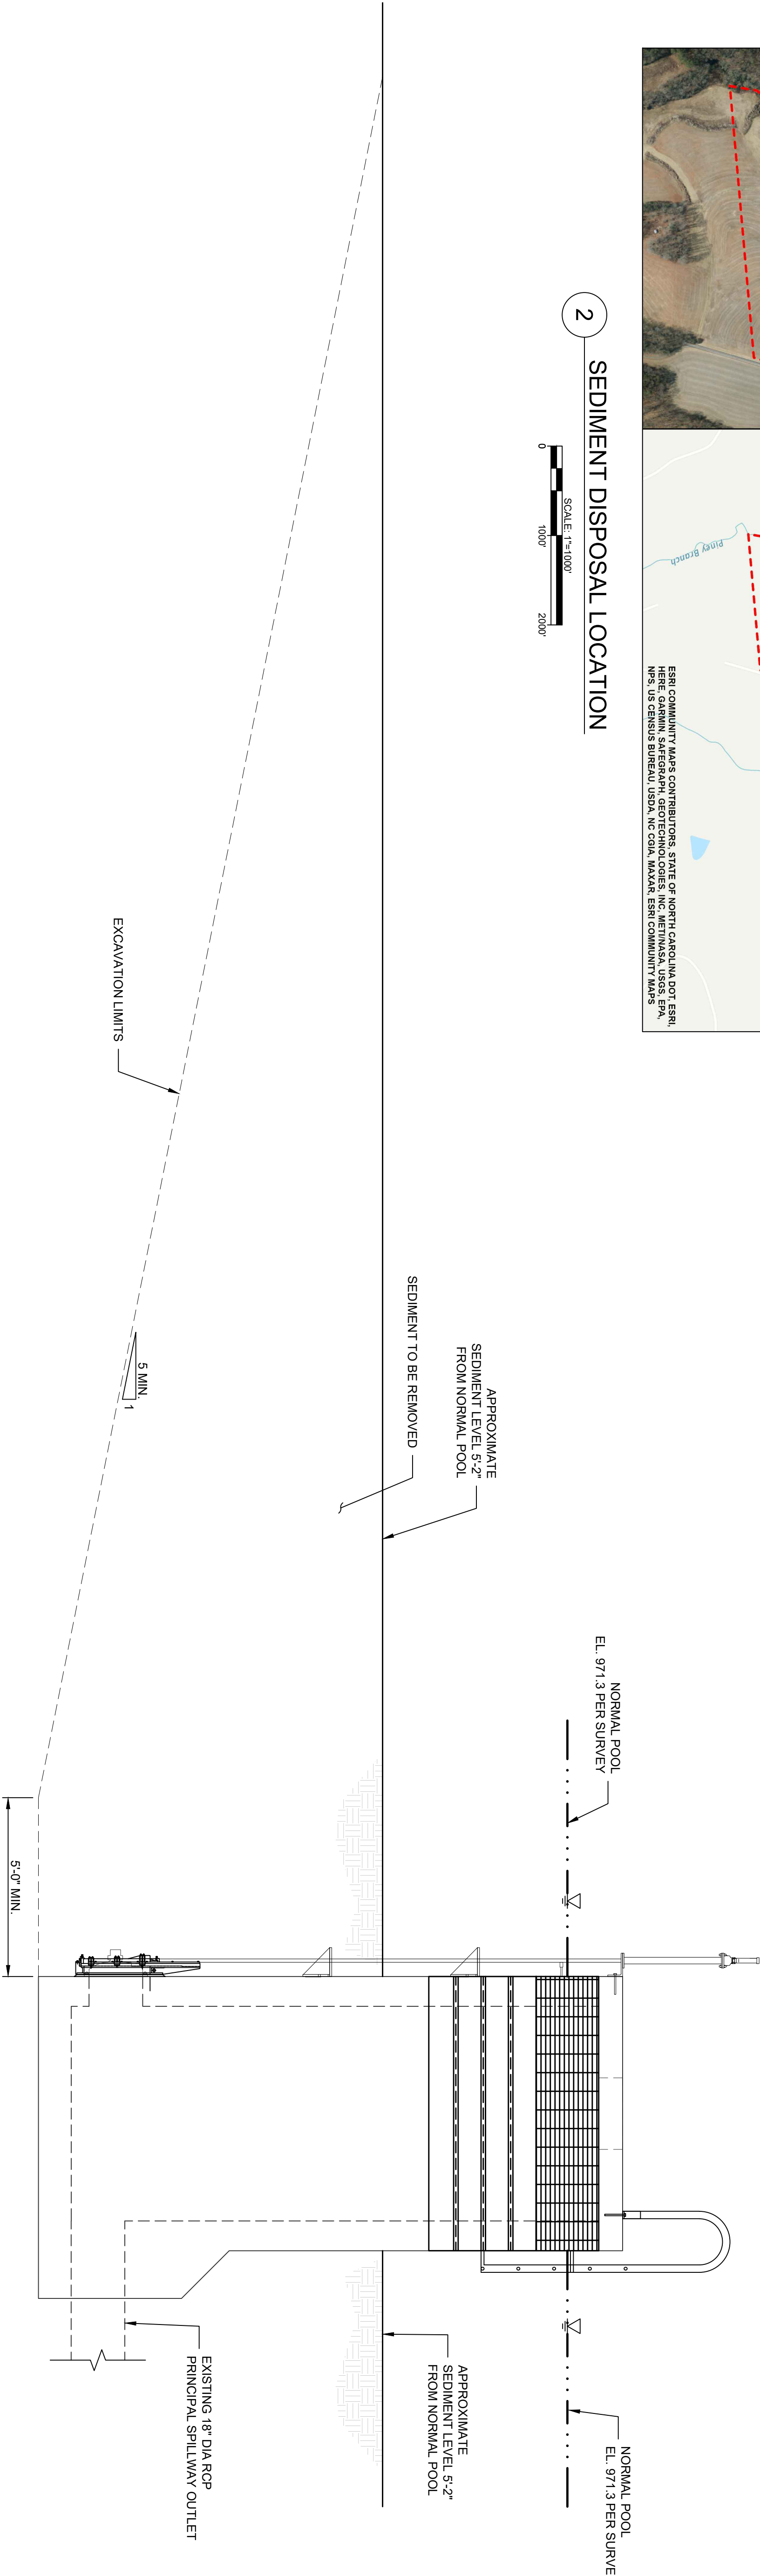 ESRI COMMUNITY MAPS CONTRIBUTORS, STATE OF NORTH CAROLINA DOT, ESRI,
HERE, GARMIN, SAFEGRAPH, GEOTECHNOLOGIES, INC, METI/NASA, USGS, EPA,
NPS, US CENSUS BUREAU, USDA, NC CGIA, MAXAR, ESRI COMMUNITY MAPS
Piney Branch
2
SEDIMENT DISPOSAL LOCATION
SCALE: 1"=1000'
0
1000'
2000'
NORMAL POOL
EL. 971.3 PER SURVEY
NORMAL POOL
EL. 971.3 PER SURVE
APPROXIMATE
SEDIMENT LEVEL 5'-2"
FROM NORMAL POOL
SEDIMENT TO BE REMOVED
APPROXIMATE
SEDIMENT LEVEL 5'-2"
FROM NORMAL POOL
EXCAVATION LIMITS
5 MIN.
1
EXISTING 18" DIA RCP
PRINCIPAL SPILLWAY OUTLET
5'-0" MIN.